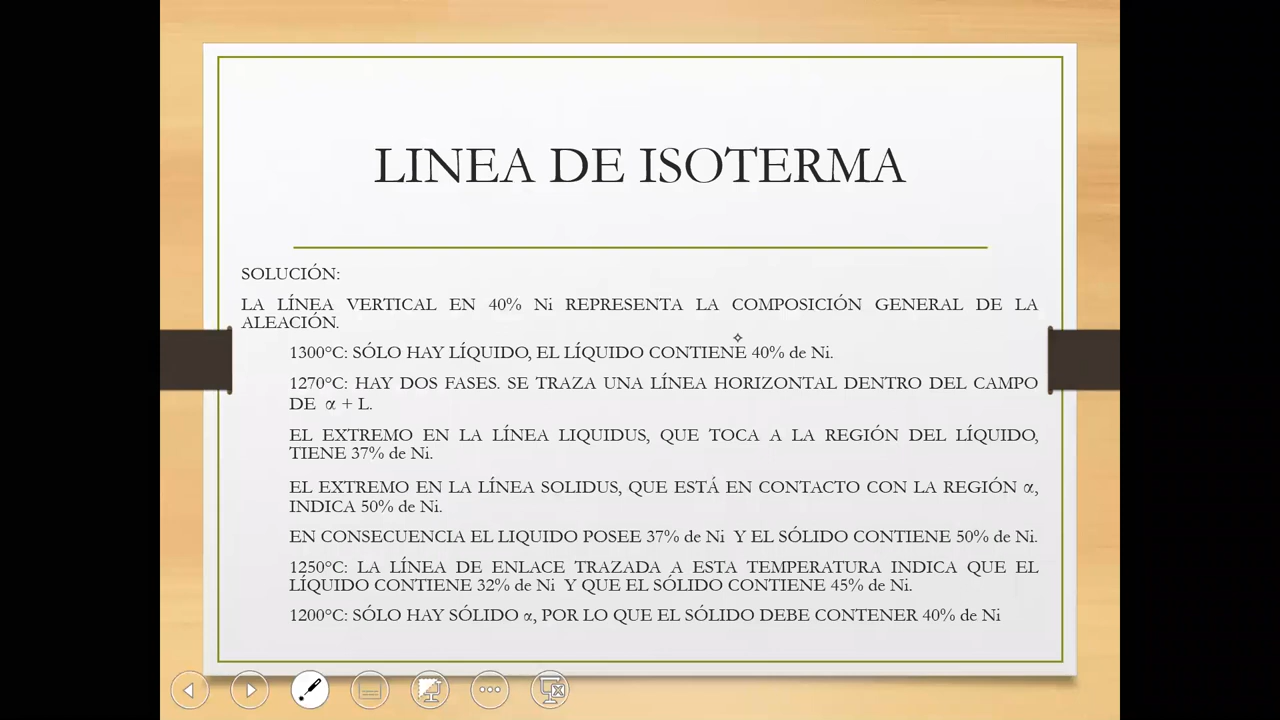 LINEA DE ISOTERMA
SOLUCIÓN:
LA LÍNEA VERTICAL EN 40% Ni REPRESENTA LA COMPOSICIÓN GENERAL DE LA
ALEACIÓN.
1300°C: SÓLO HAY LÍQUIDO, EL LÍQUIDO CONTIENE 40% de Ni.
1270°C: HAY DOS FASES. SE TRAZA UNA LÍNEA HORIZONTAL DENTRO DEL CAMPO
DE α + L.
EL EXTREMO EN LA LÍNEA LIQUIDUS, QUE TOCA A LA REGIÓN DEL LÍQUIDO,
TIENE 37% de Ni.
EL EXTREMO EN LA LÍNEA SOLIDUS, QUE ESTÁ EN CONTACTO CON LA REGIÓN α,
INDICA 50% de Ni.
EN CONSECUENCIA EL LIQUIDO POSEE 37% de Ni Y EL SÓLIDO CONTIENE 50% de Ni.
1250°C: LA LÍNEA DE ENLACE TRAZADA A ESTA TEMPERATURA INDICA QUE EL
LÍQUIDO CONTIENE 32% de Ni Y QUE EL SÓLIDO CONTIENE 45% de Ni.
1200°C: SÓLO HAY SÓLIDO α, POR LO QUE EL SÓLIDO DEBE CONTENER 40% de Ni